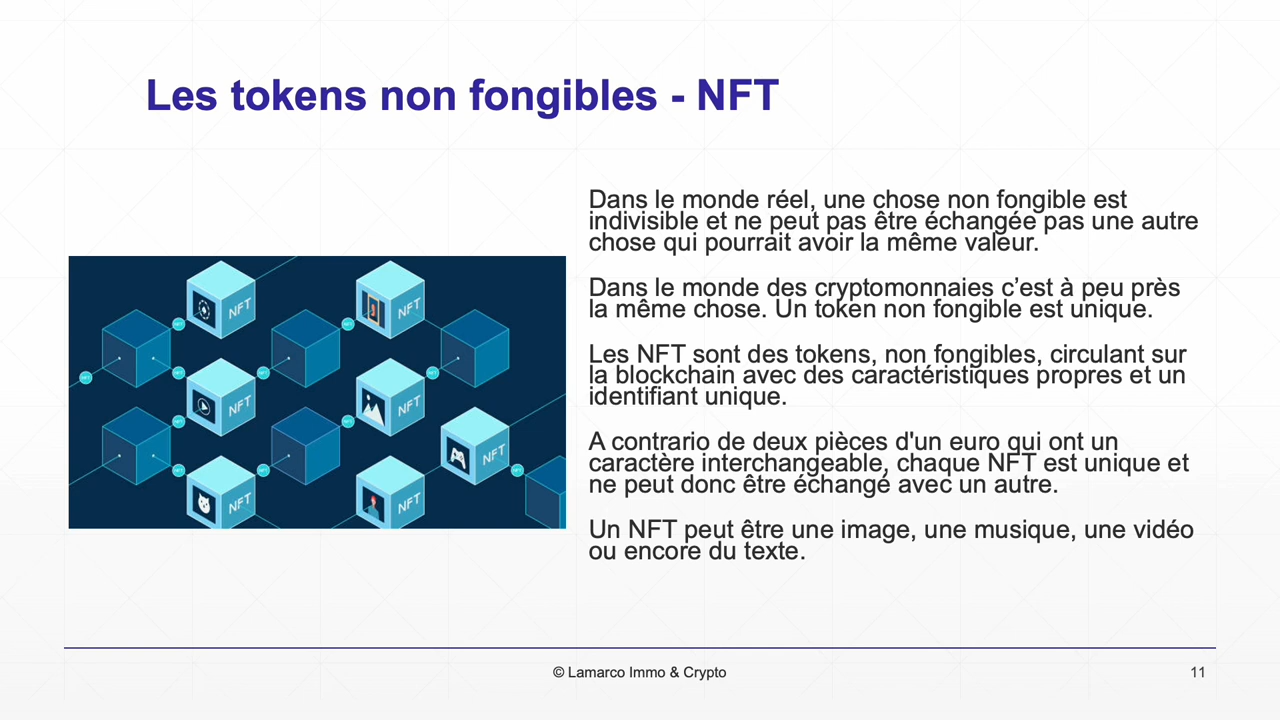 Les tokens non fongibles - NFT
Dans le monde réel, une chose non fongible est
indivisible et ne peut pas être échangée pas une autre
chose qui pourrait avoir la même valeur.
Dans le monde des cryptomonnaies c’est à peu près
la même chose. Un token non fongible est unique.
Les NFT sont des tokens, non fongibles, circulant sur
la blockchain avec des caractéristiques propres et un
identifiant unique.
A contrario de deux pièces d'un euro qui ont un
caractère interchangeable, chaque NFT est unique et
ne peut donc être échangé avec un autre.
Un NFT peut être une image, une musique, une vidéo
ou encore du texte.
NFT
NFT
NFT
NFT
NFT
NFT
NFT
© Lamarco Immo & Crypto
11